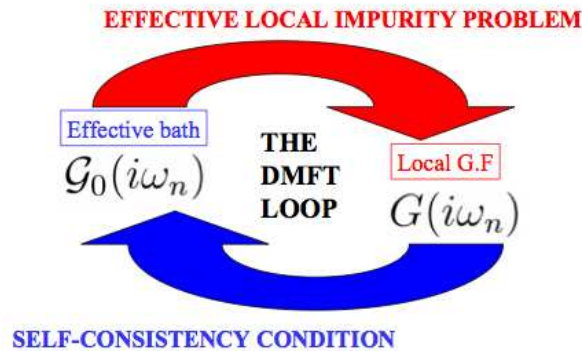 EFFECTIVE LOCAL IMPURITY PROBLEM
Effective bath
𝒢₀(iωₙ)
THE
DMFT
LOOP
Local G.F
G(iωₙ)
SELF-CONSISTENCY CONDITION